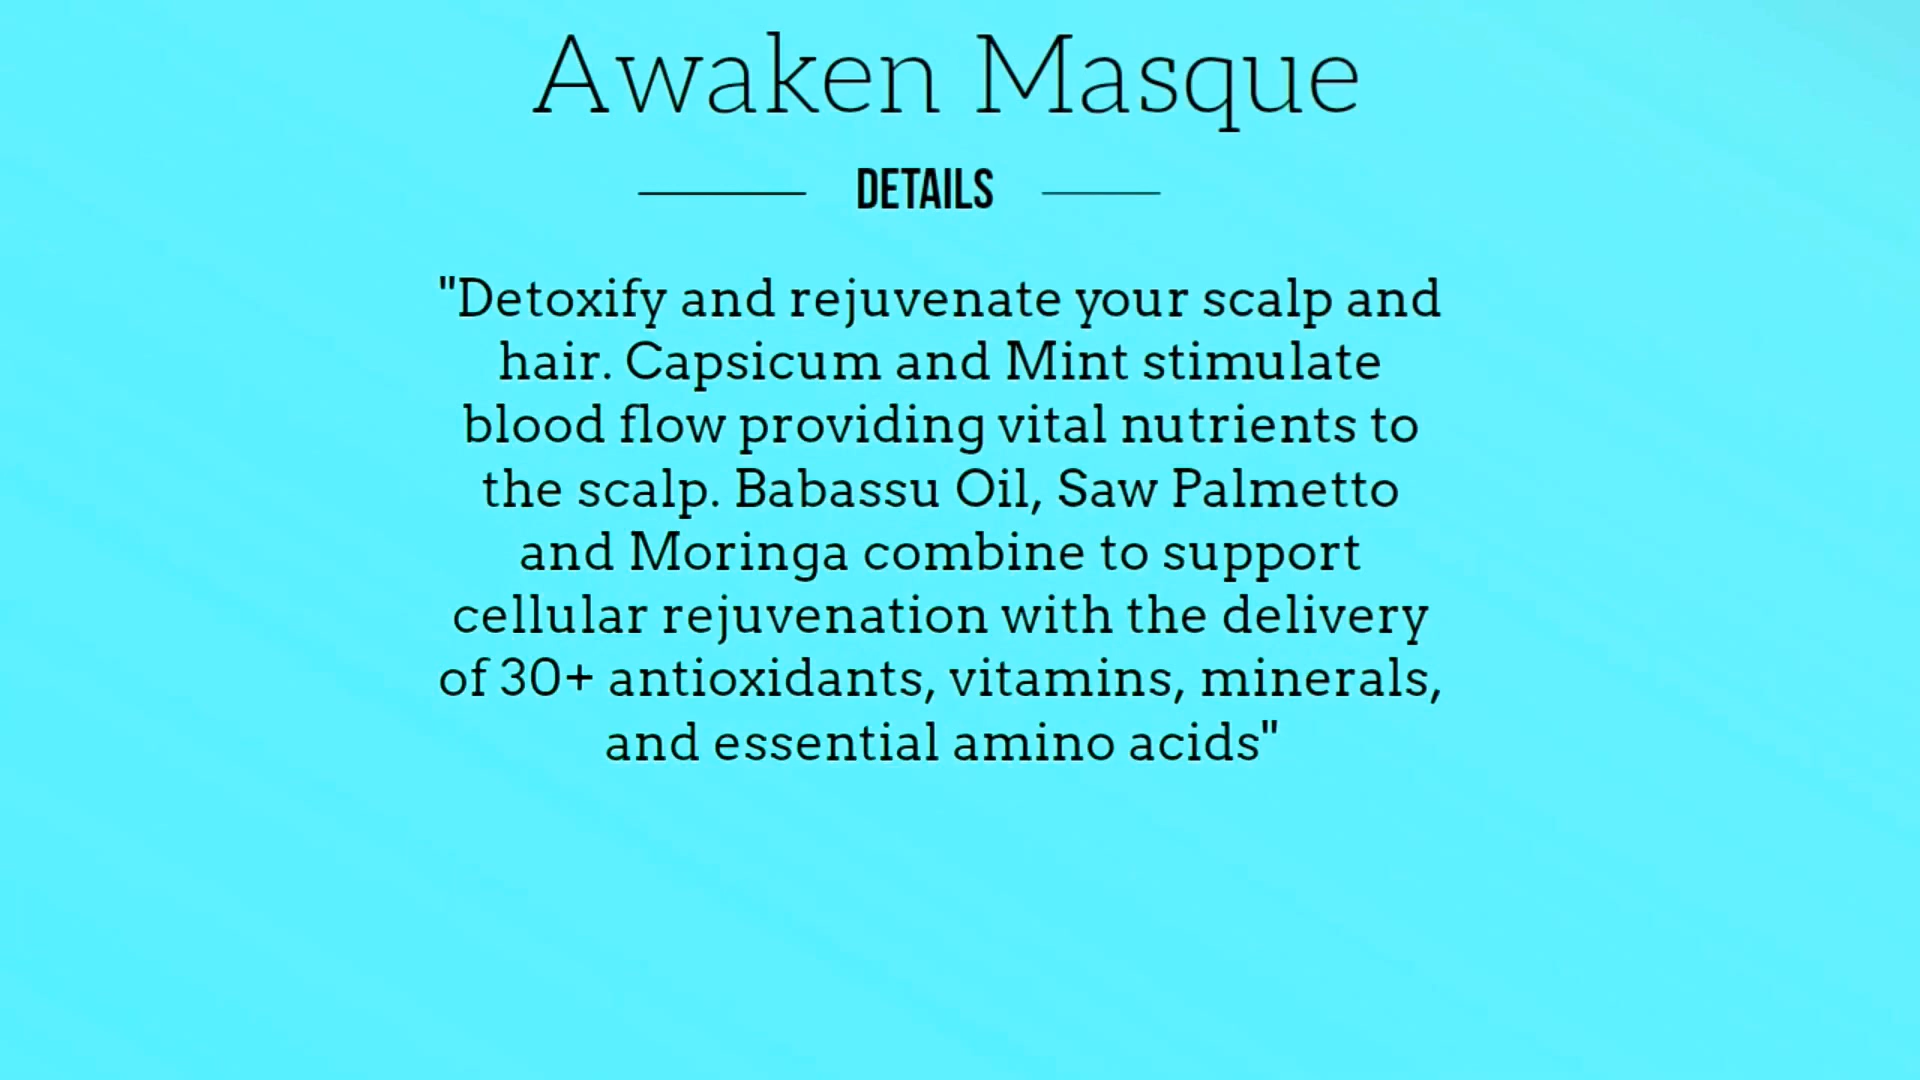 Awaken Masque
DETAILS
"Detoxify and rejuvenate your scalp and
hair. Capsicum and Mint stimulate
blood flow providing vital nutrients to
the scalp. Babassu Oil, Saw Palmetto
and Moringa combine to support
cellular rejuvenation with the delivery
of 30+ antioxidants, vitamins, minerals,
and essential amino acids"